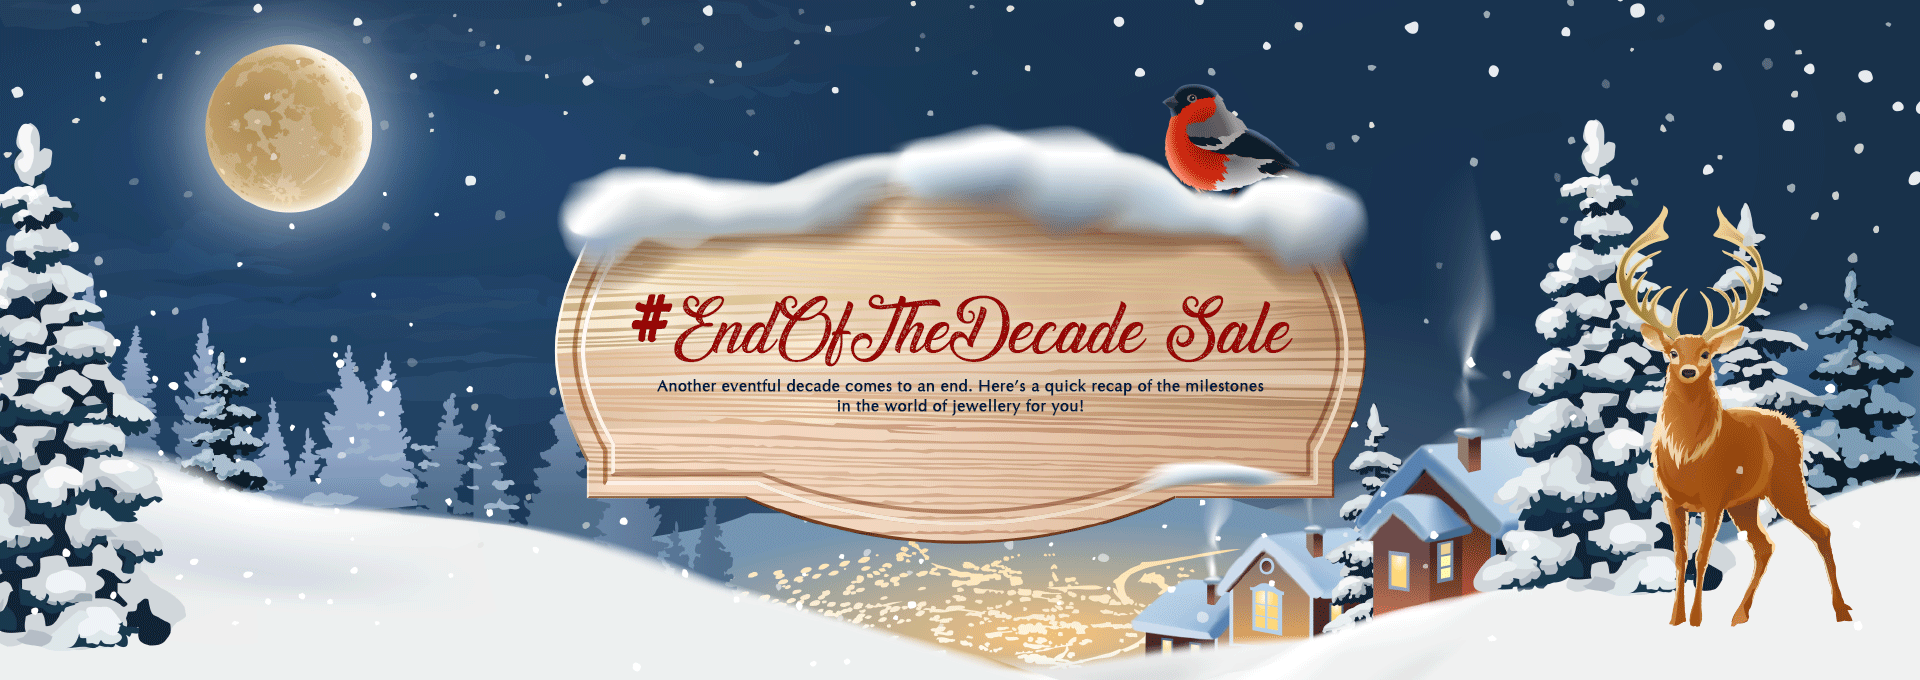 #EndOfTheDecade Sale
Another eventful decade comes to an end. Here's a quick recap of the milestones
in the world of jewellery for you!